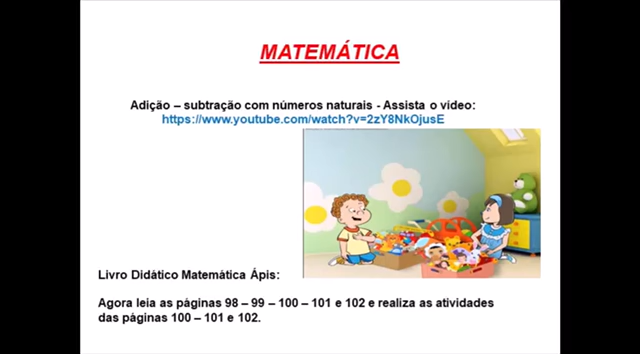 MATEMÁTICA
Adição – subtração com números naturais - Assista o vídeo:
https://www.youtube.com/watch?v=2zY8NkOjusE
Livro Didático Matemática Ápis:
Agora leia as páginas 98 – 99 – 100 – 101 e 102 e realiza as atividades
das páginas 100 – 101 e 102.